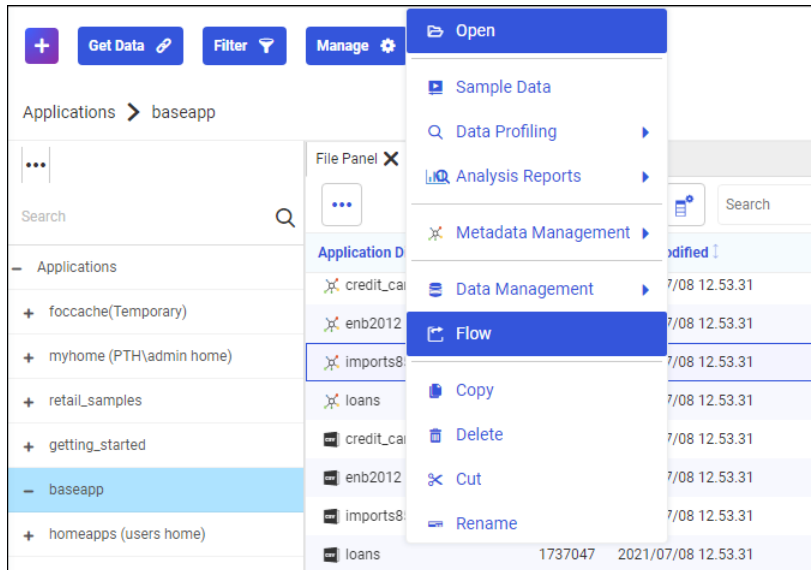 +
Get Data
Filter
Manage
Applications > baseapp
Search
Applications
foccache(Temporary)
myhome (PTH\admin home)
retail_samples
getting_started
baseapp
homeapps (users home)
File Panel
Search
Application D
odified
credit_ca 7/08 12.53.31
enb2012 7/08 12.53.31
imports8 7/08 12.53.31
loans 7/08 12.53.31
credit_ca 7/08 12.53.31
enb2012 7/08 12.53.31
imports8 7/08 12.53.31
loans 1737047 2021/07/08 12.53.31
Open
Sample Data
Data Profiling
Analysis Reports
Metadata Management
Data Management
Flow
Copy
Delete
Cut
Rename